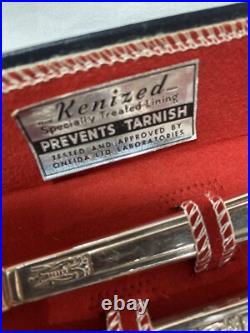 Kenized
Specially Treated Lining
PREVENTS TARNISH
TESTED AND APPROVED BY
ONEIDA LTD LABORATORIES